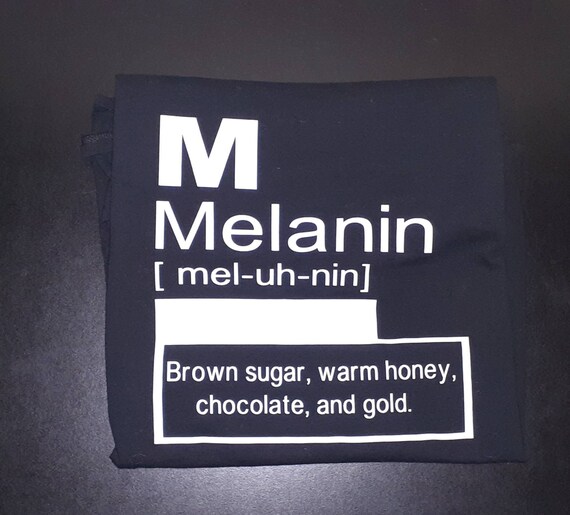 M
Melanin
[ mel-uh-nin]
Brown sugar, warm honey,
chocolate, and gold.